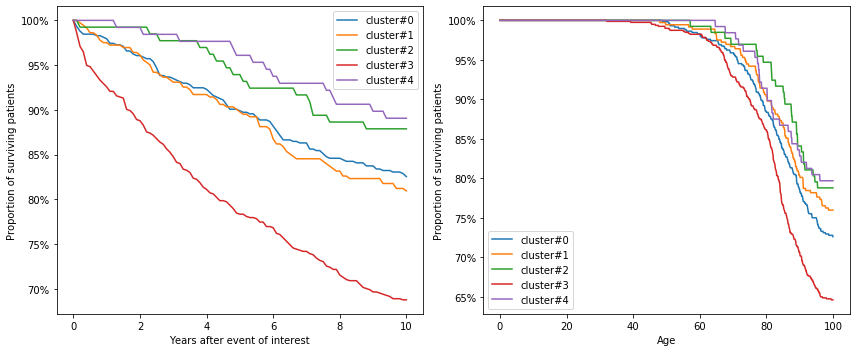 Proportion of surviving patients
100%
95%
90%
85%
80%
75%
70%
0
2
4
6
8
10
Years after event of interest
cluster#0
cluster#1
cluster#2
cluster#3
cluster#4
Proportion of surviving patients
100%
95%
90%
85%
80%
75%
70%
65%
0
20
40
60
80
100
Age
cluster#0
cluster#1
cluster#2
cluster#3
cluster#4